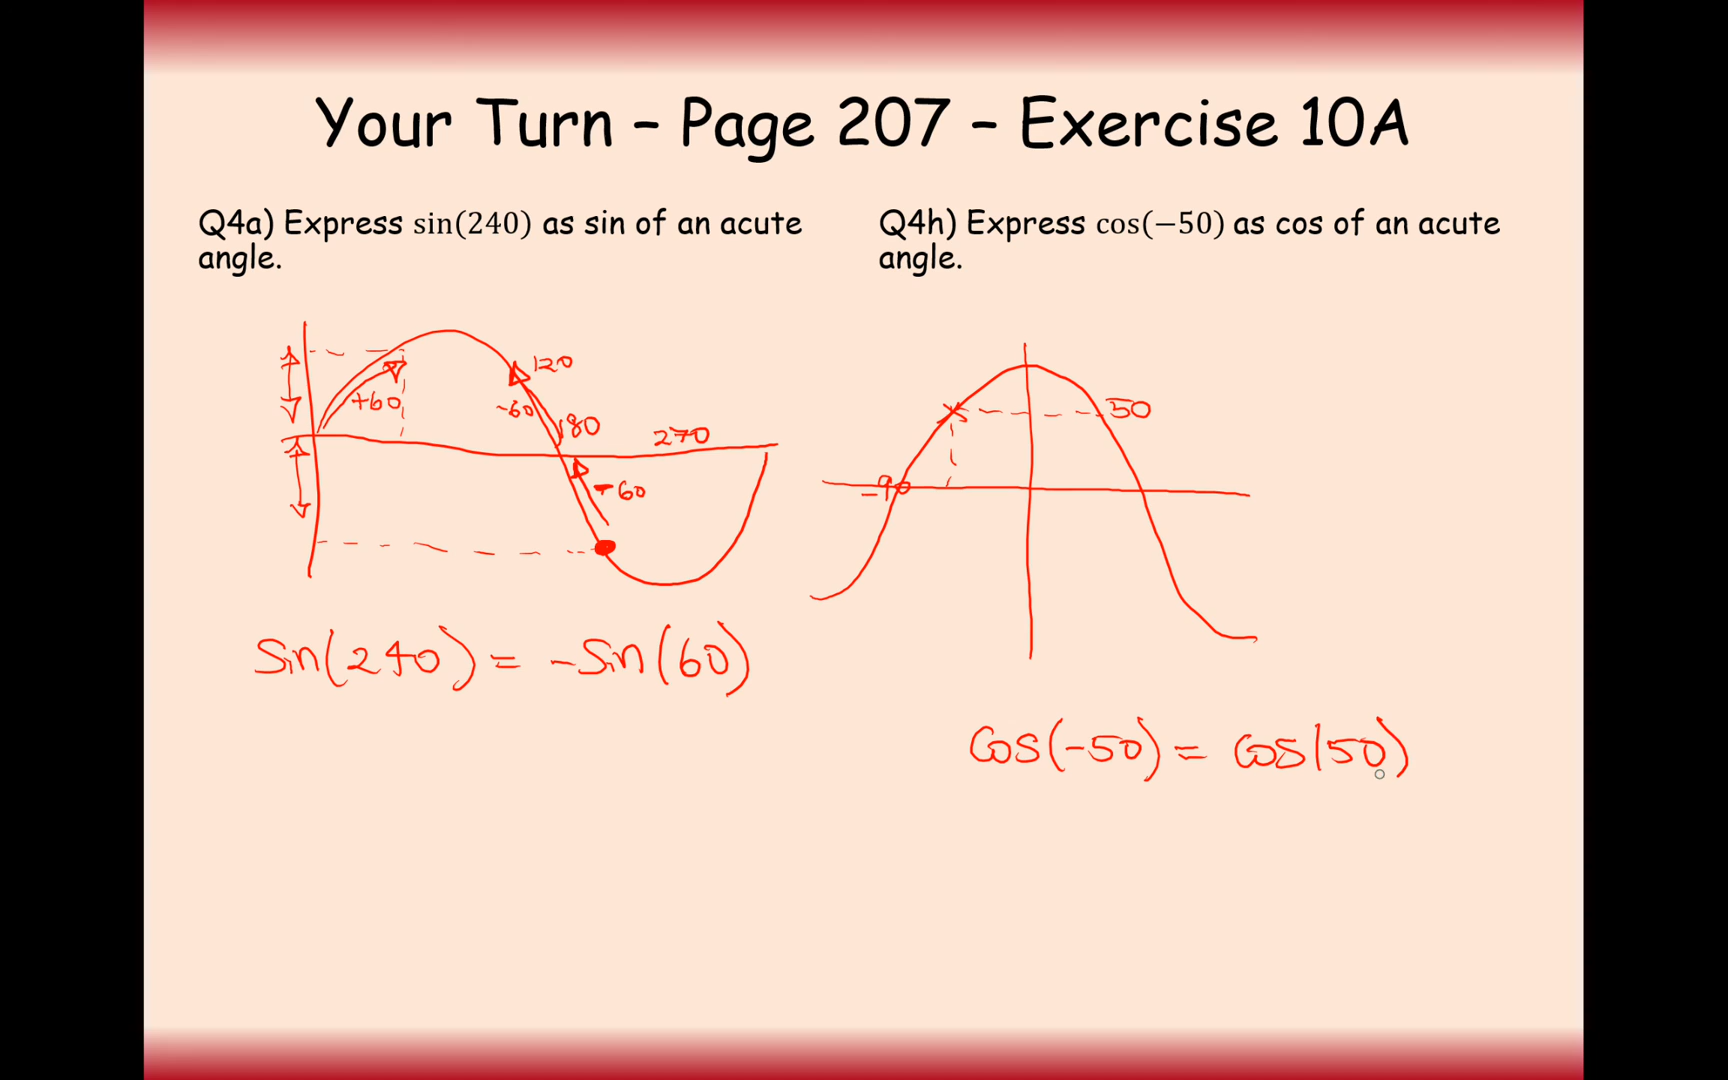 Your Turn – Page 207 – Exercise 10A
Q4a) Express sin(240) as sin of an acute
angle.
120
+60
-60
180
270
-60
sin(240) = -sin(60)
Q4h) Express cos(−50) as cos of an acute
angle.
50
-90
cos(-50) = cos(50)